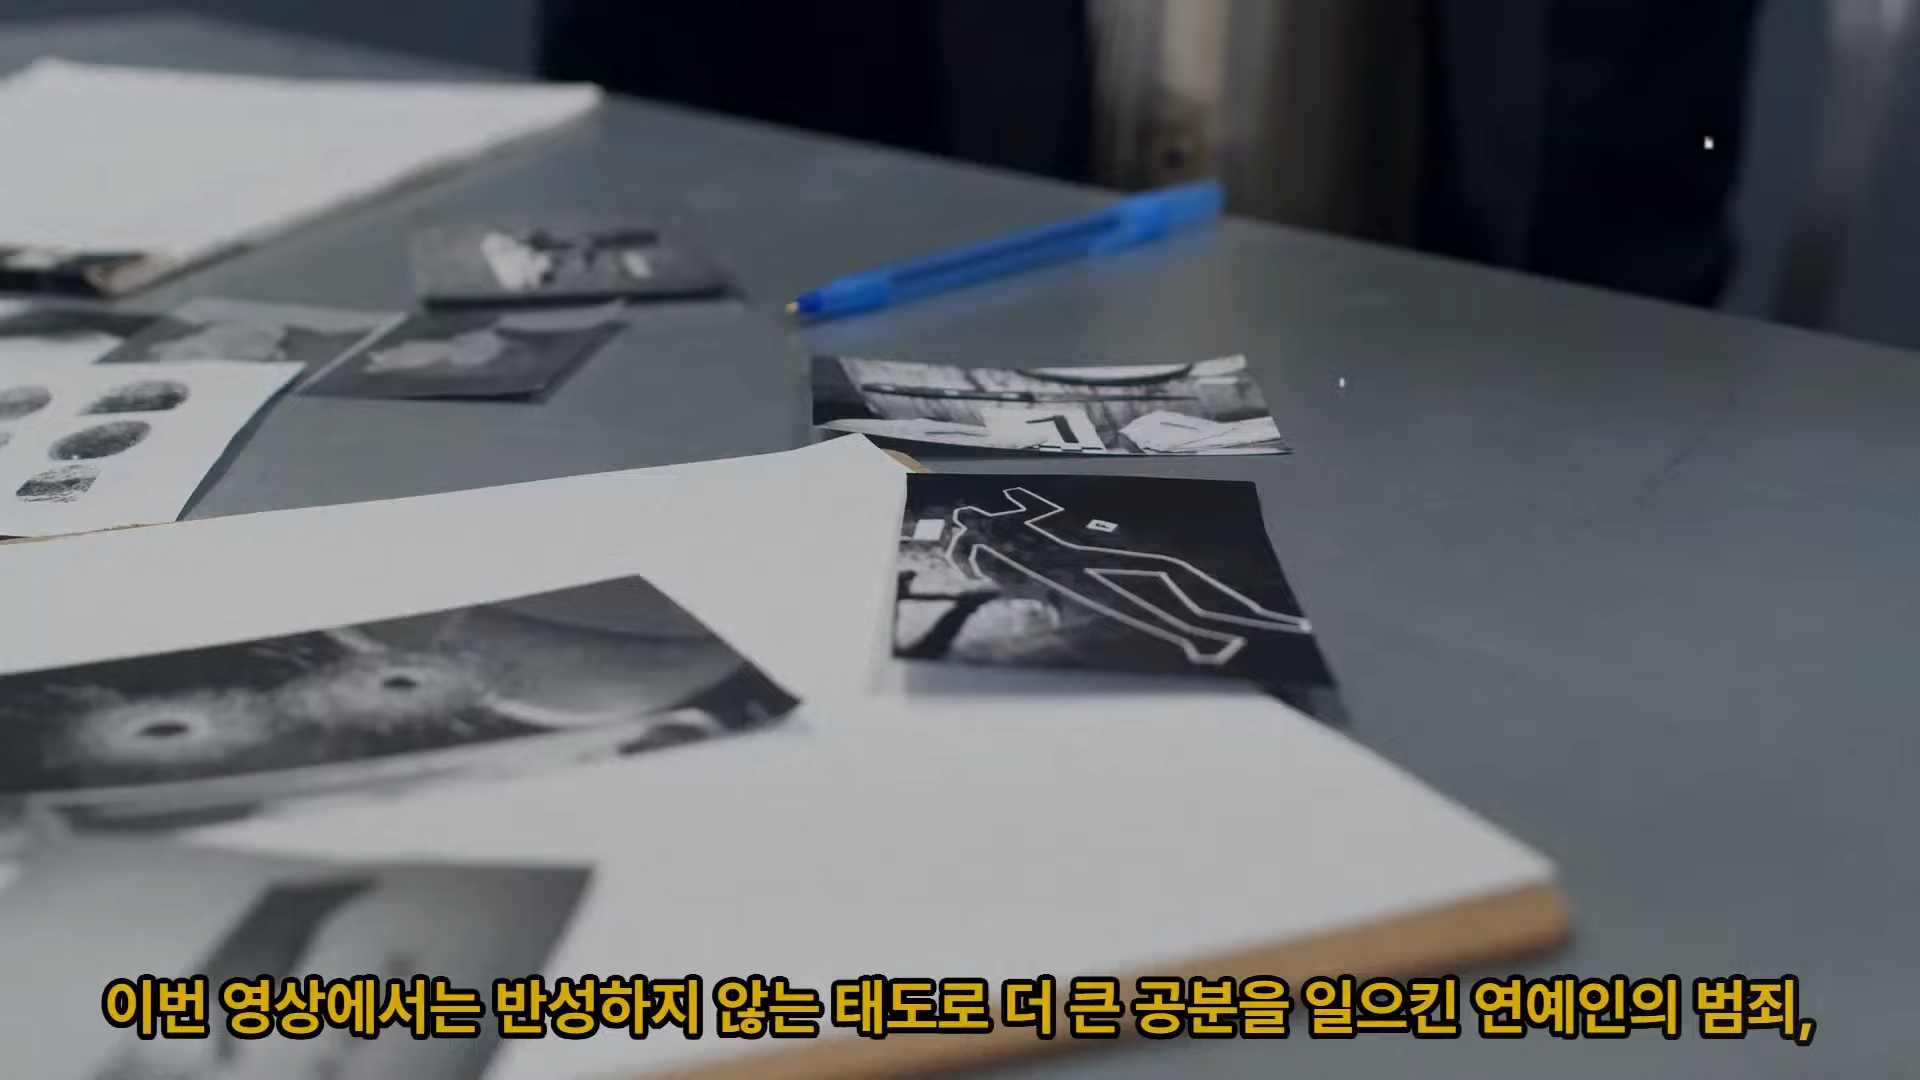 이번 영상에서는 반성하지 않는 태도로 더 큰 공분을 일으킨 연예인의 범죄,